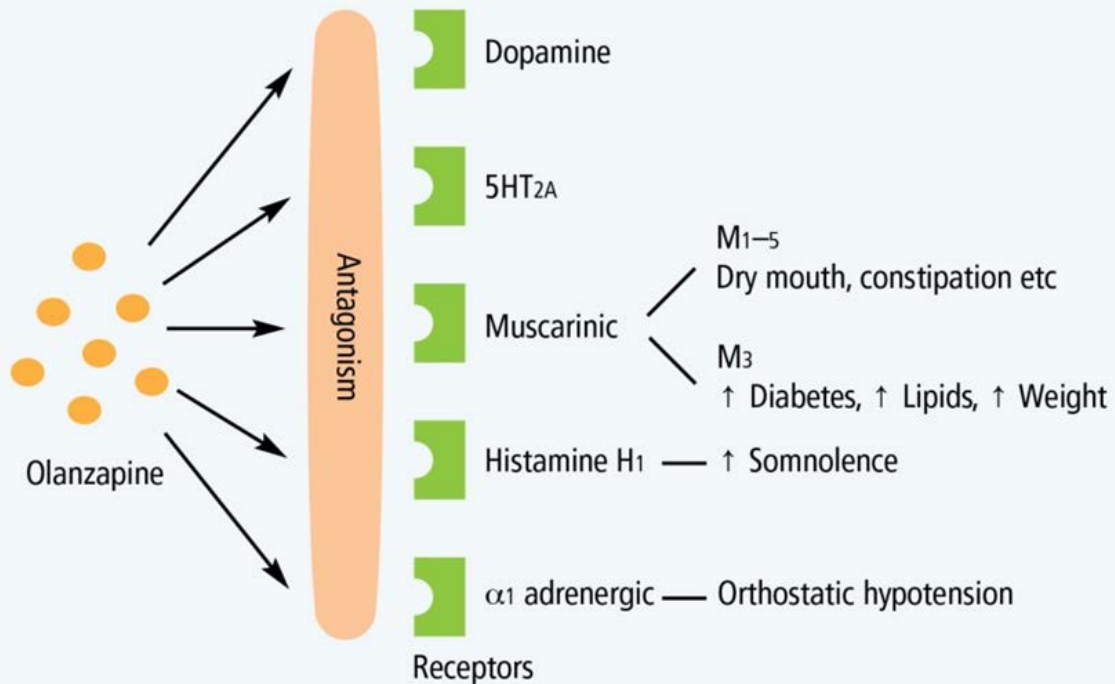 Dopamine
5HT2A
Antagonism
M1–5
Dry mouth, constipation etc
Muscarinic
M3
↑ Diabetes, ↑ Lipids, ↑ Weight
Olanzapine
Histamine H1
↑ Somnolence
α1 adrenergic
Orthostatic hypotension
Receptors